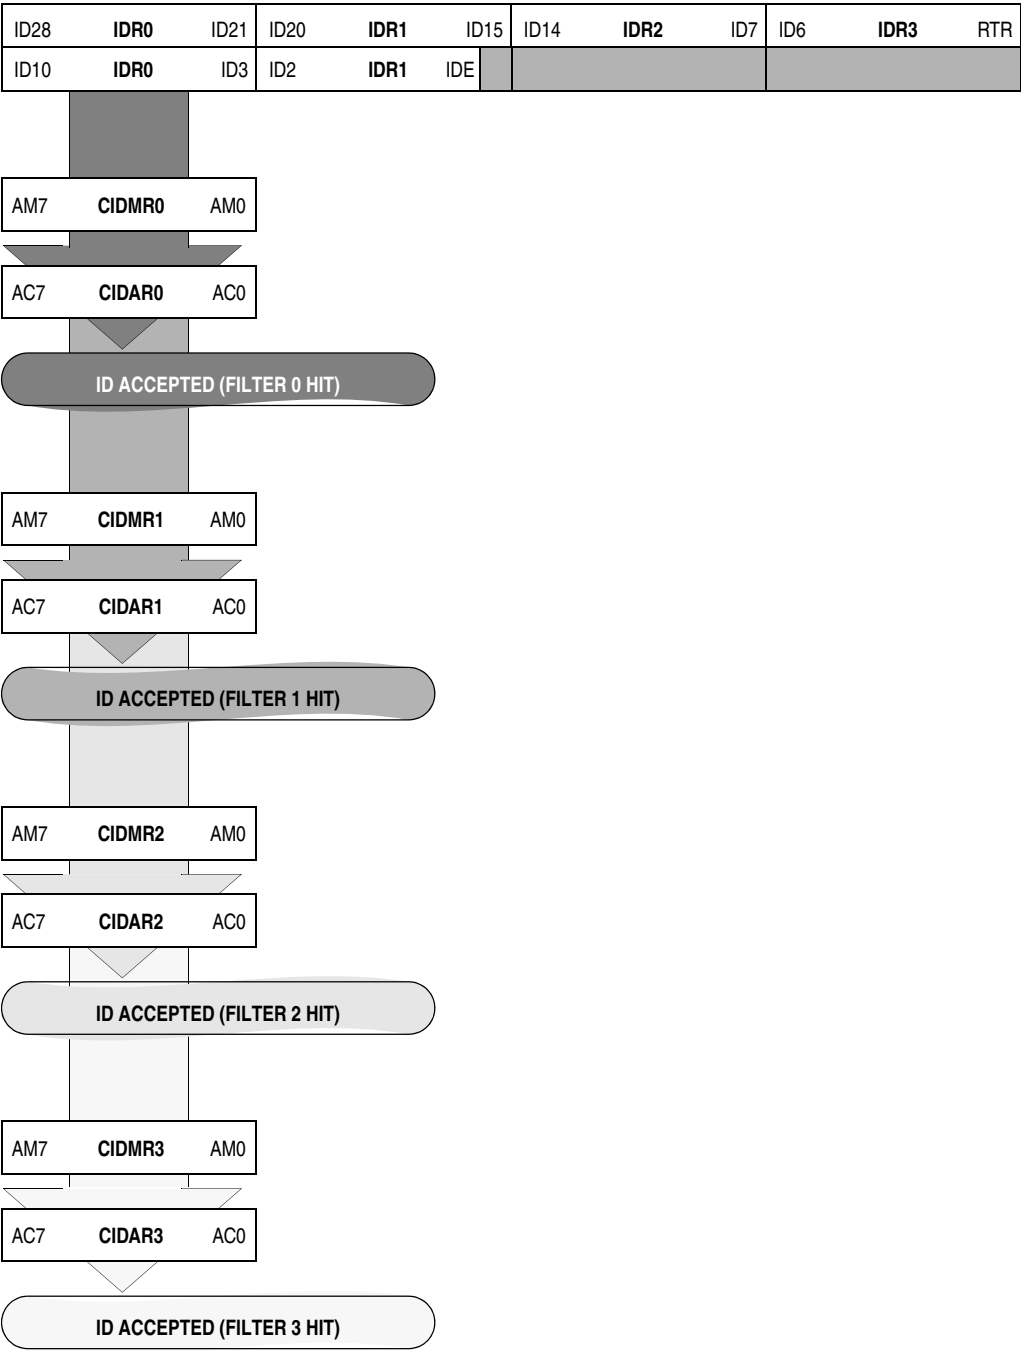 ID28 IDR0 ID21 ID20 IDR1 ID15 ID14 IDR2 ID7 ID6 IDR3 RTR
ID10 IDR0 ID3 ID2 IDR1 IDE
AM7 CIDMR0 AM0
AC7 CIDAR0 AC0
ID ACCEPTED (FILTER 0 HIT)
AM7 CIDMR1 AM0
AC7 CIDAR1 AC0
ID ACCEPTED (FILTER 1 HIT)
AM7 CIDMR2 AM0
AC7 CIDAR2 AC0
ID ACCEPTED (FILTER 2 HIT)
AM7 CIDMR3 AM0
AC7 CIDAR3 AC0
ID ACCEPTED (FILTER 3 HIT)